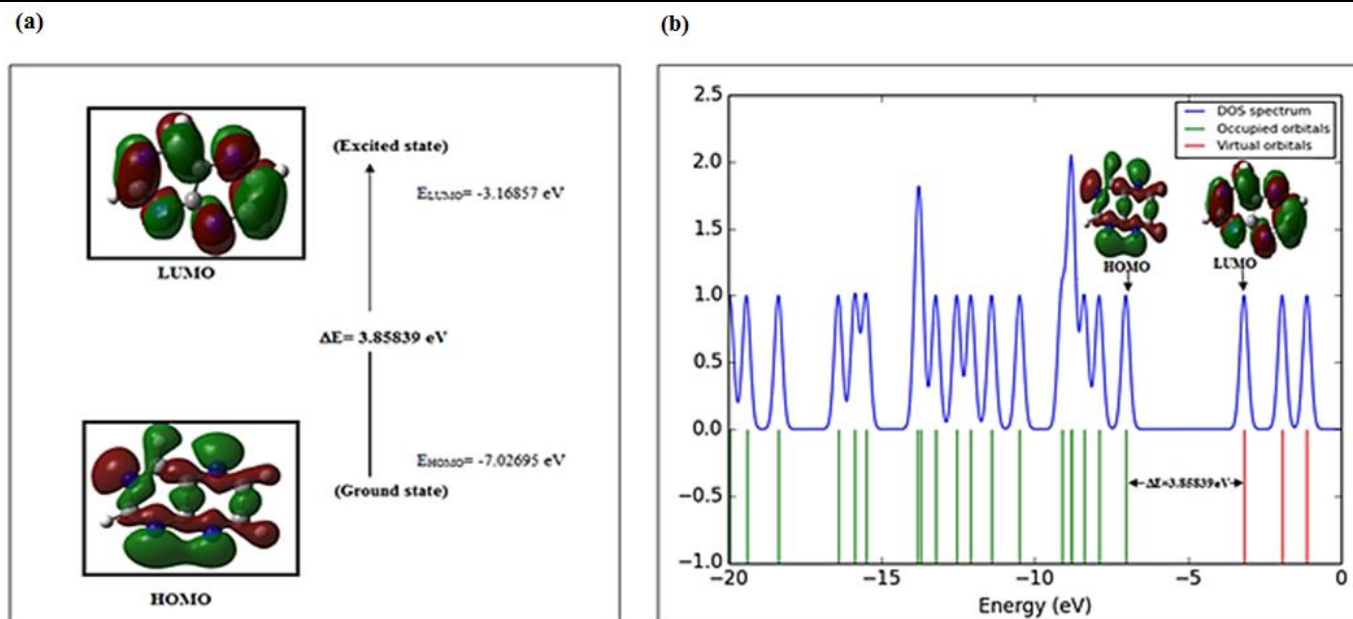 (a)
(b)
LUMO
(Excited state)
E_LUMO= -3.16857 eV
ΔE= 3.85839 eV
E_HOMO= -7.02695 eV
(Ground state)
HOMO
2.5
2.0
1.5
1.0
0.5
0.0
−0.5
−1.0
DOS spectrum
Occupied orbitals
Virtual orbitals
HOMO
LUMO
ΔE=3.85839eV
−20
−15
−10
−5
0
Energy (eV)